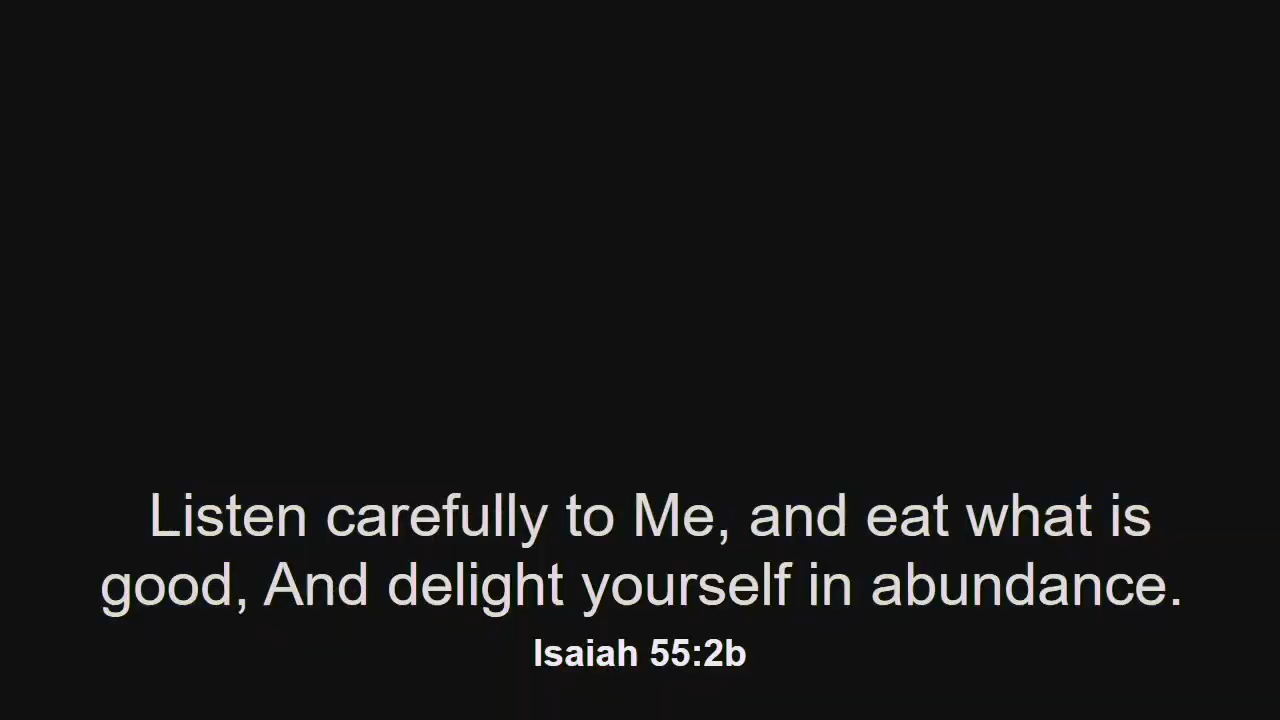 Listen carefully to Me, and eat what is
good, And delight yourself in abundance.
Isaiah 55:2b